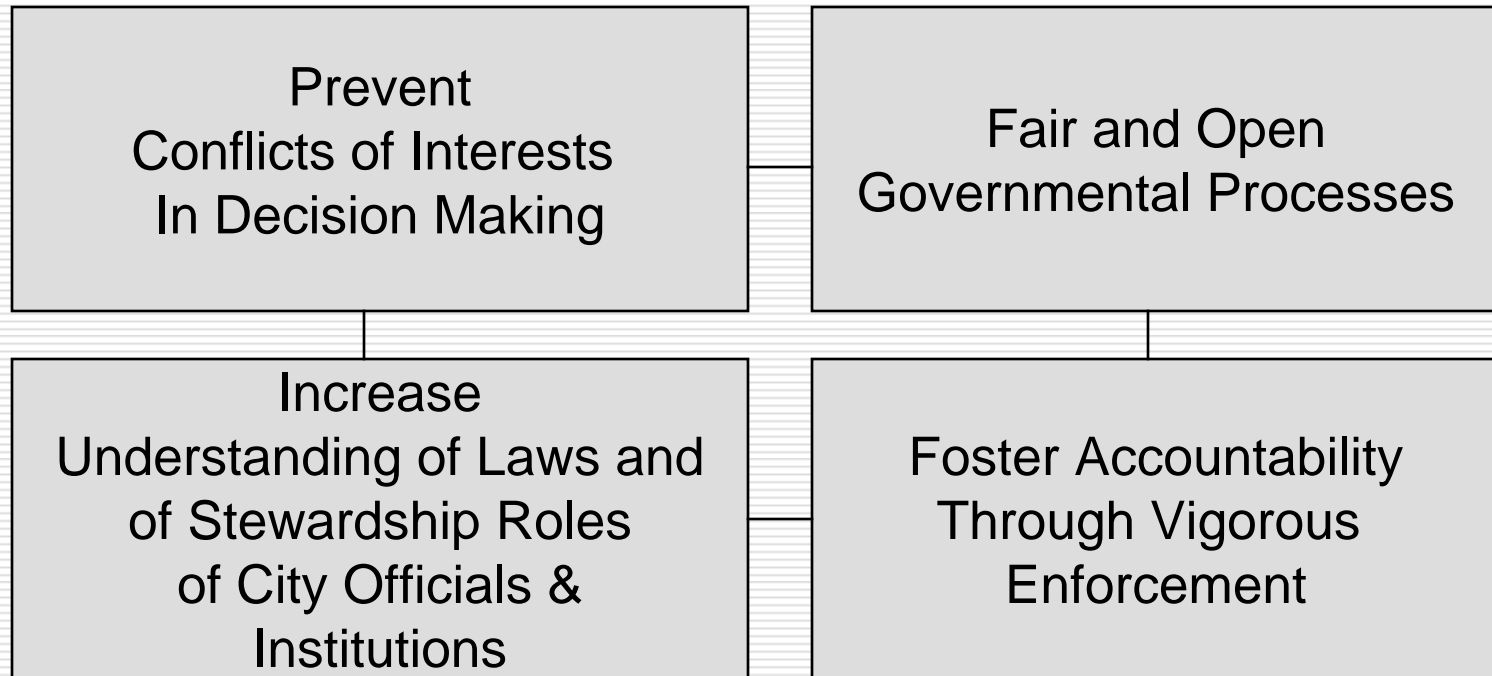 Prevent
Conflicts of Interests
In Decision Making
Fair and Open
Governmental Processes
Increase
Understanding of Laws and
of Stewardship Roles
of City Officials &
Institutions
Foster Accountability
Through Vigorous
Enforcement